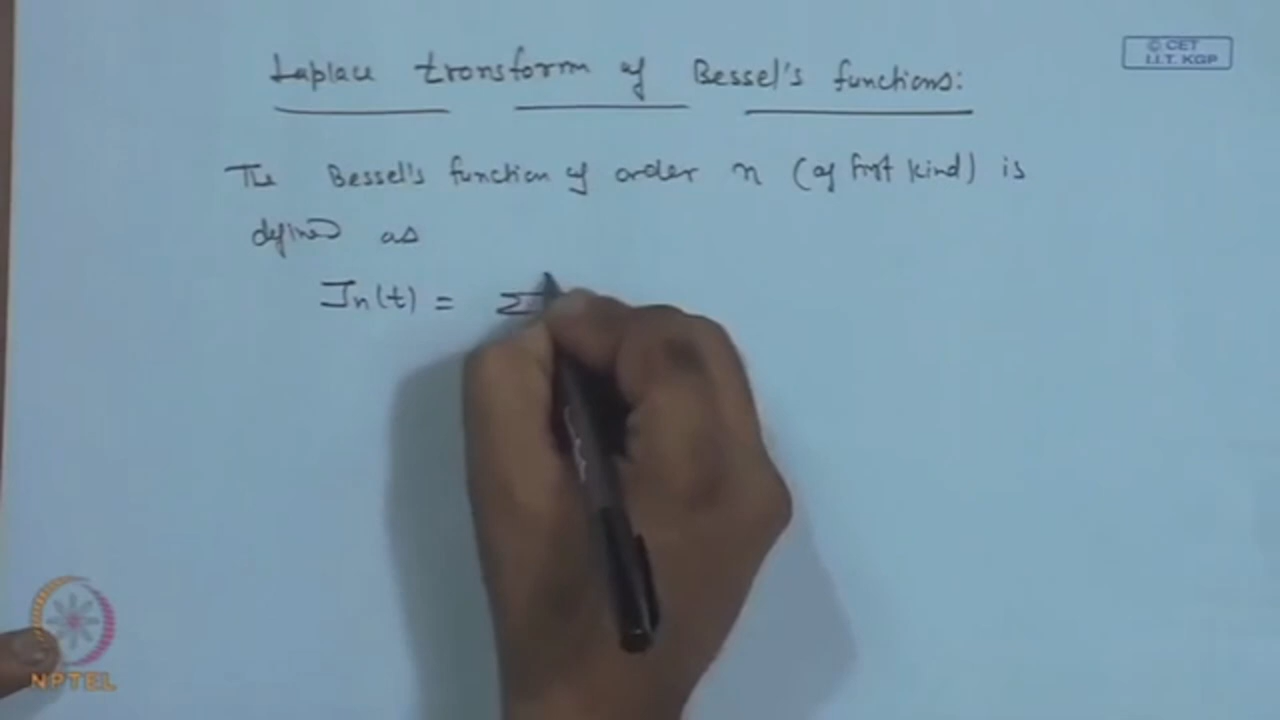 Laplace transform of Bessel's functions:
© CET
I.I.T. KGP
The Bessel's function of order n (of first kind) is
defined as
Jn(t) = Σ
NPTEL